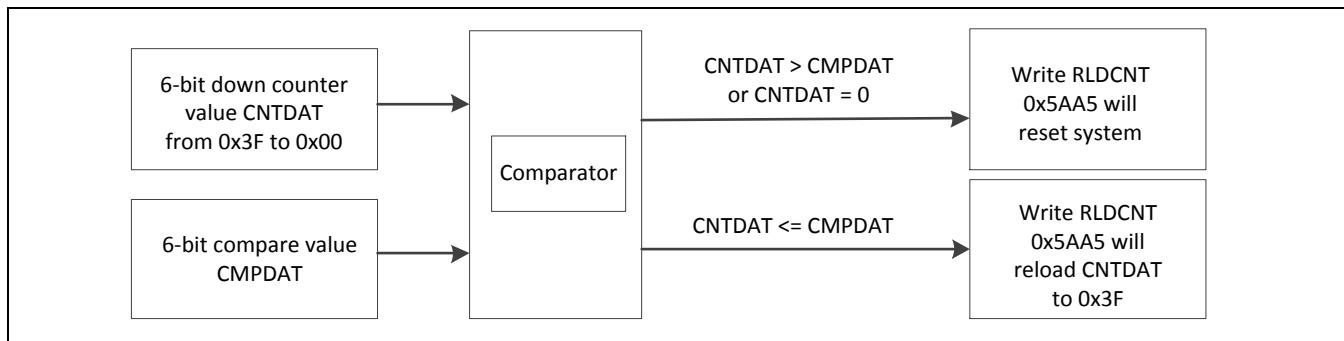 6-bit down counter
value CNTDAT
from 0x3F to 0x00
6-bit compare value
CMPDAT
Comparator
CNTDAT > CMPDAT
or CNTDAT = 0
CNTDAT <= CMPDAT
Write RLDCNT
0x5AA5 will
reset system
Write RLDCNT
0x5AA5 will
reload CNTDAT
to 0x3F